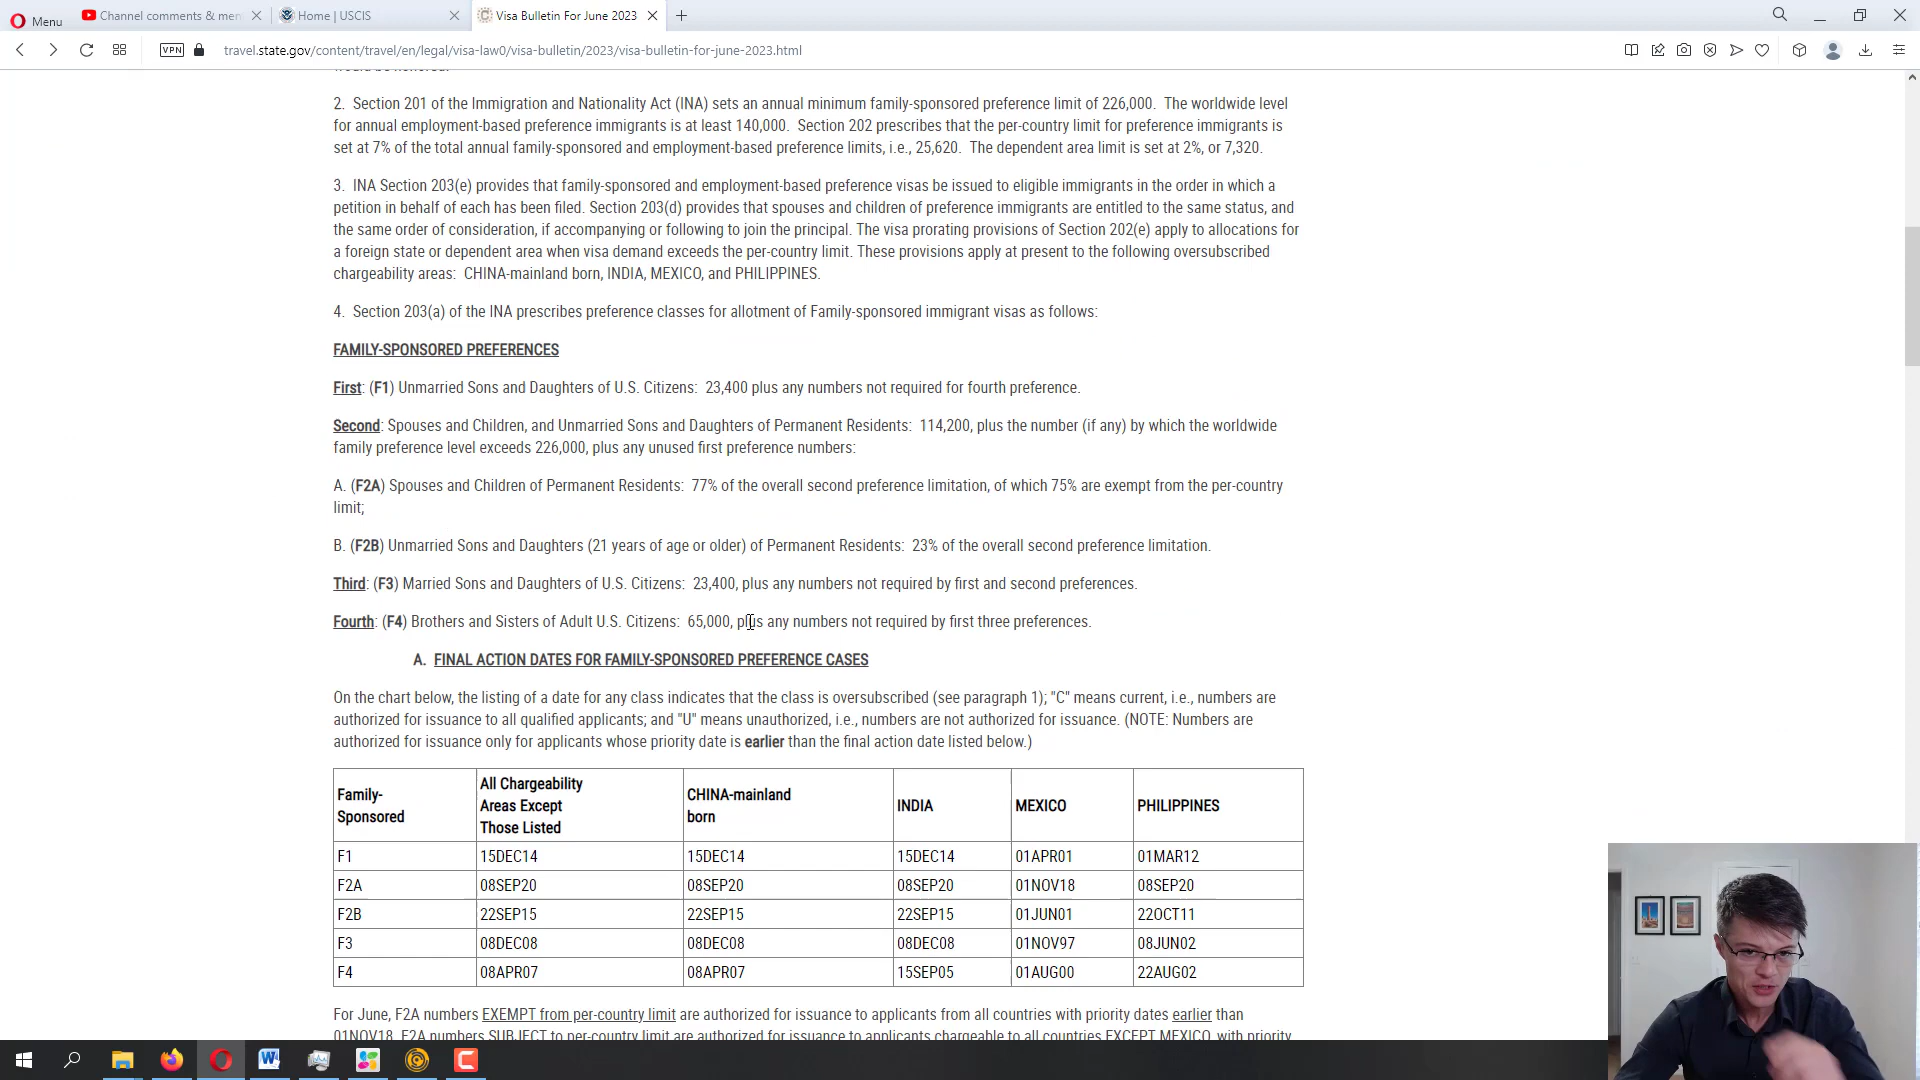 Menu
Channel comments & men
Home | USCIS
Visa Bulletin For June 2023
VPN
travel.state.gov/content/travel/en/legal/visa-law0/visa-bulletin/2023/visa-bulletin-for-june-2023.html
would be honored.
2. Section 201 of the Immigration and Nationality Act (INA) sets an annual minimum family-sponsored preference limit of 226,000. The worldwide level
for annual employment-based preference immigrants is at least 140,000. Section 202 prescribes that the per-country limit for preference immigrants is
set at 7% of the total annual family-sponsored and employment-based preference limits, i.e., 25,620. The dependent area limit is set at 2%, or 7,320.
3. INA Section 203(e) provides that family-sponsored and employment-based preference visas be issued to eligible immigrants in the order in which a
petition in behalf of each has been filed. Section 203(d) provides that spouses and children of preference immigrants are entitled to the same status, and
the same order of consideration, if accompanying or following to join the principal. The visa prorating provisions of Section 202(e) apply to allocations for
a foreign state or dependent area when visa demand exceeds the per-country limit. These provisions apply at present to the following oversubscribed
chargeability areas: CHINA-mainland born, INDIA, MEXICO, and PHILIPPINES.
4. Section 203(a) of the INA prescribes preference classes for allotment of Family-sponsored immigrant visas as follows:
FAMILY-SPONSORED PREFERENCES
First: (F1) Unmarried Sons and Daughters of U.S. Citizens: 23,400 plus any numbers not required for fourth preference.
Second: Spouses and Children, and Unmarried Sons and Daughters of Permanent Residents: 114,200, plus the number (if any) by which the worldwide
family preference level exceeds 226,000, plus any unused first preference numbers:
A. (F2A) Spouses and Children of Permanent Residents: 77% of the overall second preference limitation, of which 75% are exempt from the per-country
limit;
B. (F2B) Unmarried Sons and Daughters (21 years of age or older) of Permanent Residents: 23% of the overall second preference limitation.
Third: (F3) Married Sons and Daughters of U.S. Citizens: 23,400, plus any numbers not required by first and second preferences.
Fourth: (F4) Brothers and Sisters of Adult U.S. Citizens: 65,000, plus any numbers not required by first three preferences.
A. FINAL ACTION DATES FOR FAMILY-SPONSORED PREFERENCE CASES
On the chart below, the listing of a date for any class indicates that the class is oversubscribed (see paragraph 1); "C" means current, i.e., numbers are
authorized for issuance to all qualified applicants; and "U" means unauthorized, i.e., numbers are not authorized for issuance. (NOTE: Numbers are
authorized for issuance only for applicants whose priority date is earlier than the final action date listed below.)
Family-Sponsored All Chargeability Areas Except Those Listed CHINA-mainland born INDIA MEXICO PHILIPPINES
F1 15DEC14 15DEC14 15DEC14 01APR01 01MAR12
F2A 08SEP20 08SEP20 08SEP20 01NOV18 08SEP20
F2B 22SEP15 22SEP15 22SEP15 01JUN01 22OCT11
F3 08DEC08 08DEC08 08DEC08 01NOV97 08JUN02
F4 08APR07 08APR07 15SEP05 01AUG00 22AUG02
For June, F2A numbers EXEMPT from per-country limit are authorized for issuance to applicants from all countries with priority dates earlier than
01NOV18. F2A numbers SUBJECT to per-country limit are authorized for issuance to applicants chargeable to all countries EXCEPT MEXICO, with priority